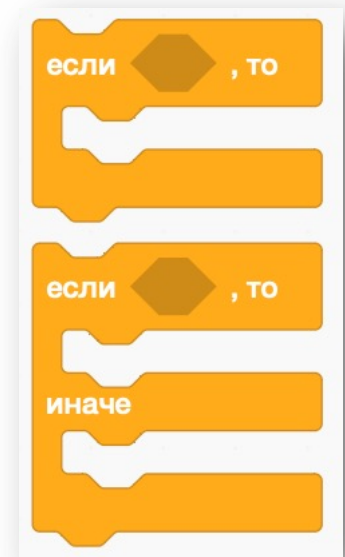 если , то
если , то
иначе